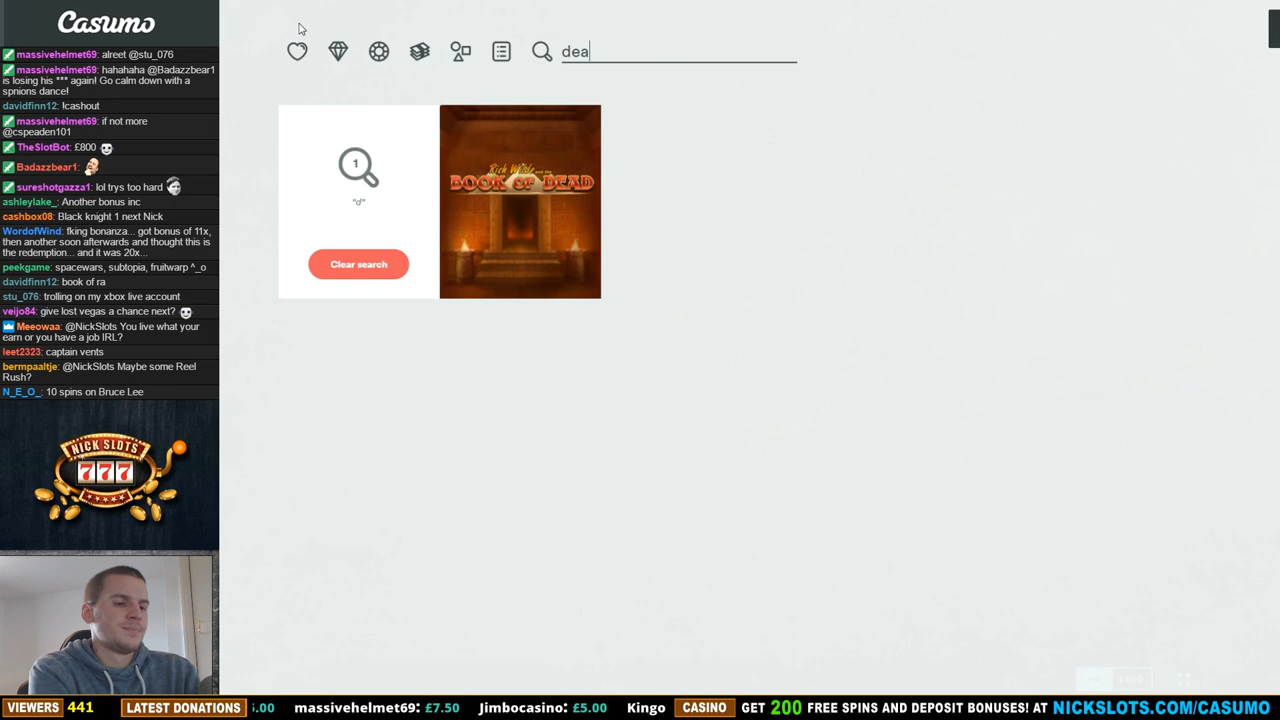 Casumo
massivehelmet69: alreet @stu_076
massivehelmet69: hahahaha @Badazzbear1
is losing his *** again! Go calm down with a
spnions dance!
davidfinn12: !cashout
massivehelmet69: if not more
@cspeaden101
TheSlotBot: £800
Badazzbear1:
sureshotgazza1: lol trys too hard
ashleylake_: Another bonus inc
cashbox08: Black knight 1 next Nick
WordofWind: fking bonanza... got bonus of 11x,
then another soon afterwards and thought this is
the redemption... and it was 20x...
peekgame: spacewars, subtopia, fruitwarp ^_o
davidfinn12: book of ra
stu_076: trolling on my xbox live account
veijo84: give lost vegas a chance next?
Meeowaa: @NickSlots You live what your
earn or you have a job IRL?
leet2323: captain vents
bermpaaltje: @NickSlots Maybe some Reel
Rush?
N_E_O_: 10 spins on Bruce Lee
NICK SLOTS
777
dea
1
"d"
Clear search
Rich Wilde and the
BOOK OF DEAD
VIEWERS 441 LATEST DONATIONS 5.00 massivehelmet69: £7.50 Jimbocasino: £5.00 Kingo CASINO GET 200 FREE SPINS AND DEPOSIT BONUSES! AT NICKSLOTS.COM/CASUMO